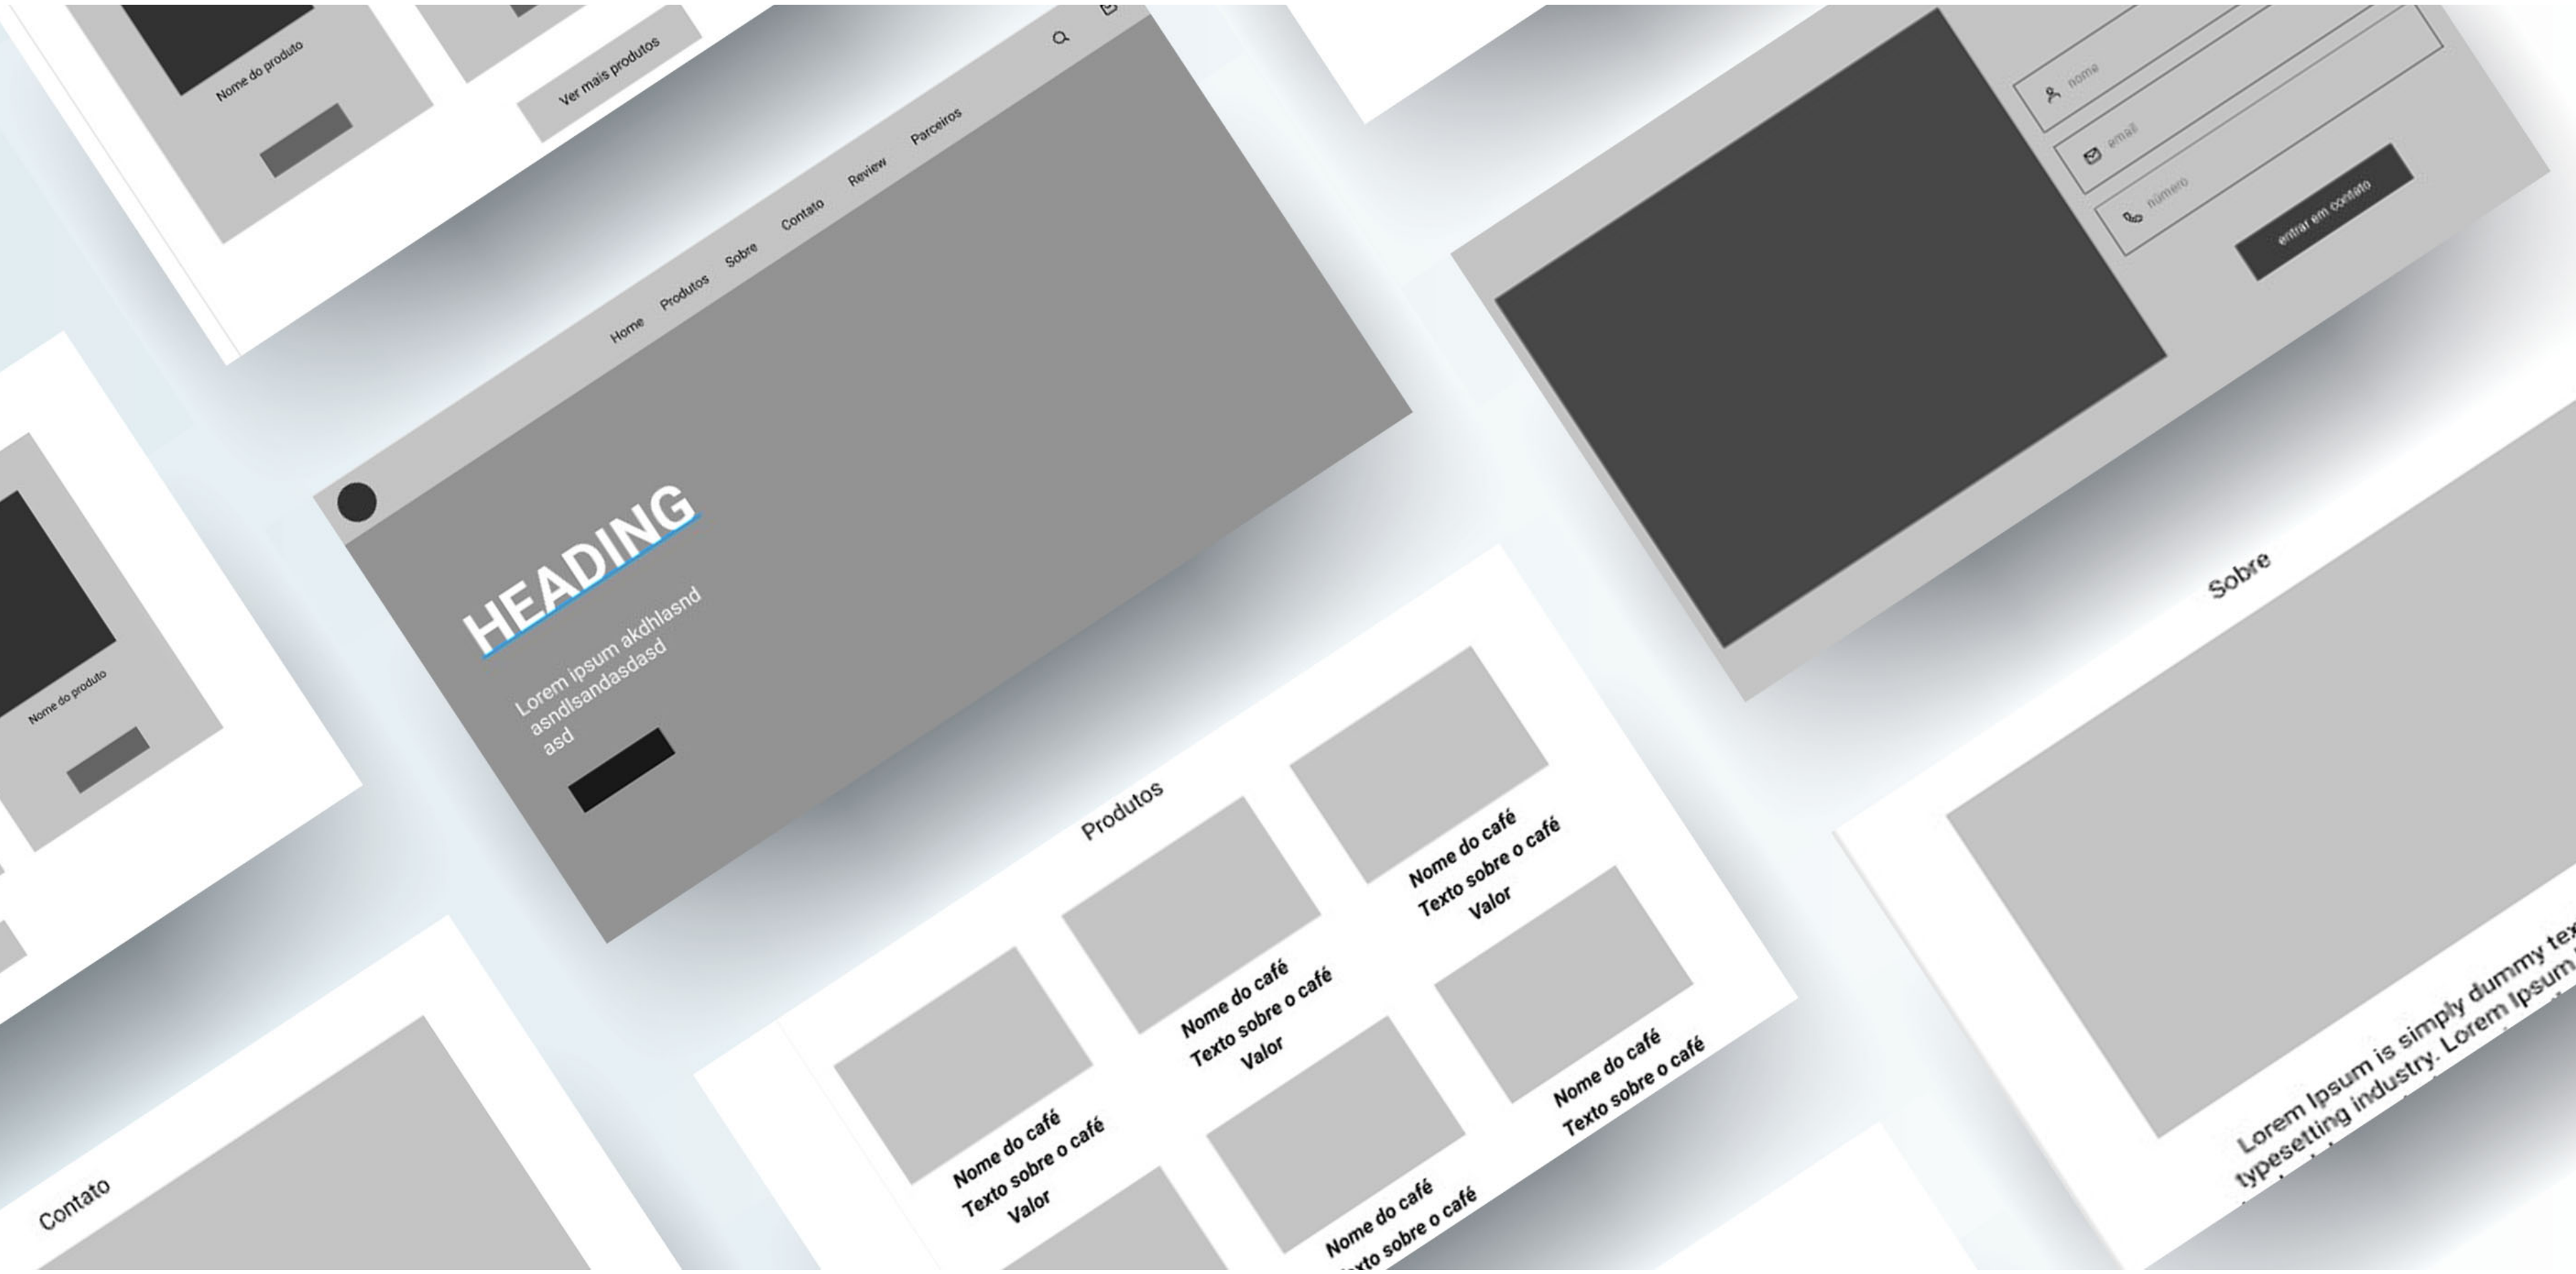 Nome do produto
Ver mais produtos
Home
Produtos
Sobre
Contato
Review
Parceiros
HEADING
Lorem ipsum akdhlasnd
asndlsandasdasd
asd
nome
email
número
entrar em contato
Nome do produto
Produtos
Nome do café
Texto sobre o café
Valor
Nome do café
Texto sobre o café
Valor
Nome do café
Texto sobre o café
Valor
Nome do café
Texto sobre o café
Nome do café
sobre o café
Sobre
Lorem Ipsum is simply dummy
typesetting industry. Lorem Ipsum
Contato